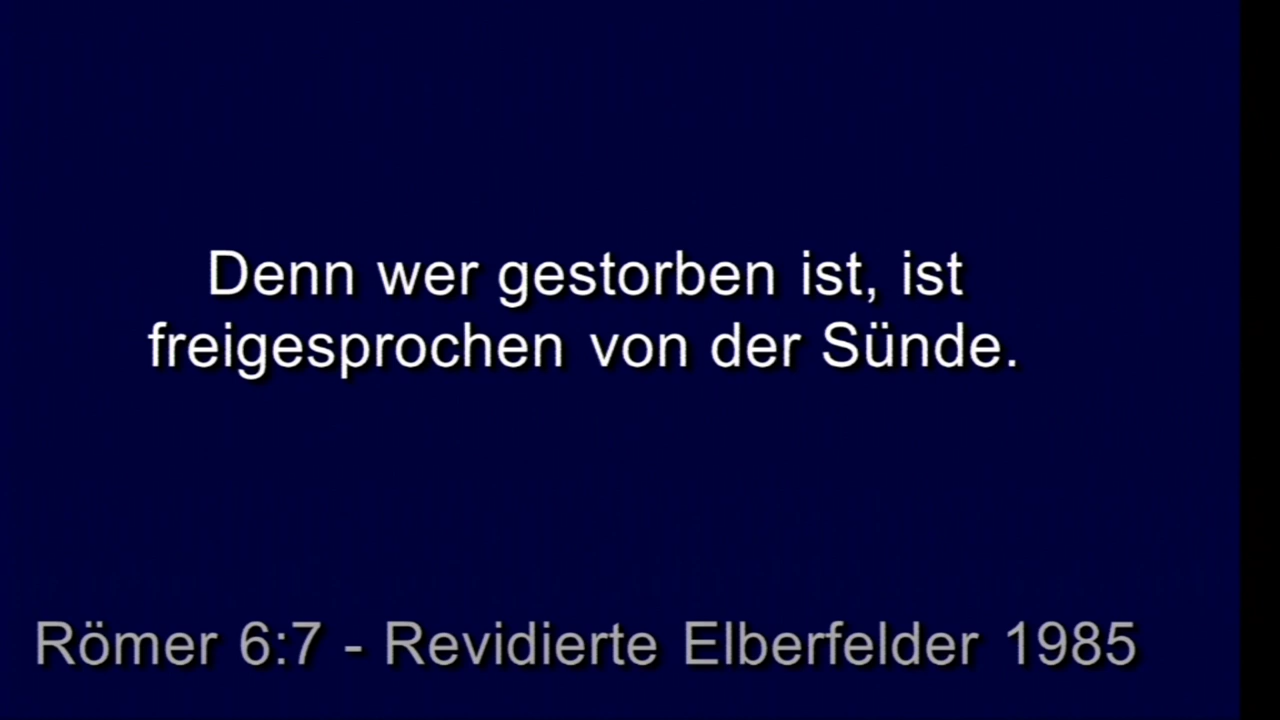 Denn wer gestorben ist, ist
freigesprochen von der Sünde.
Römer 6:7 - Revidierte Elberfelder 1985